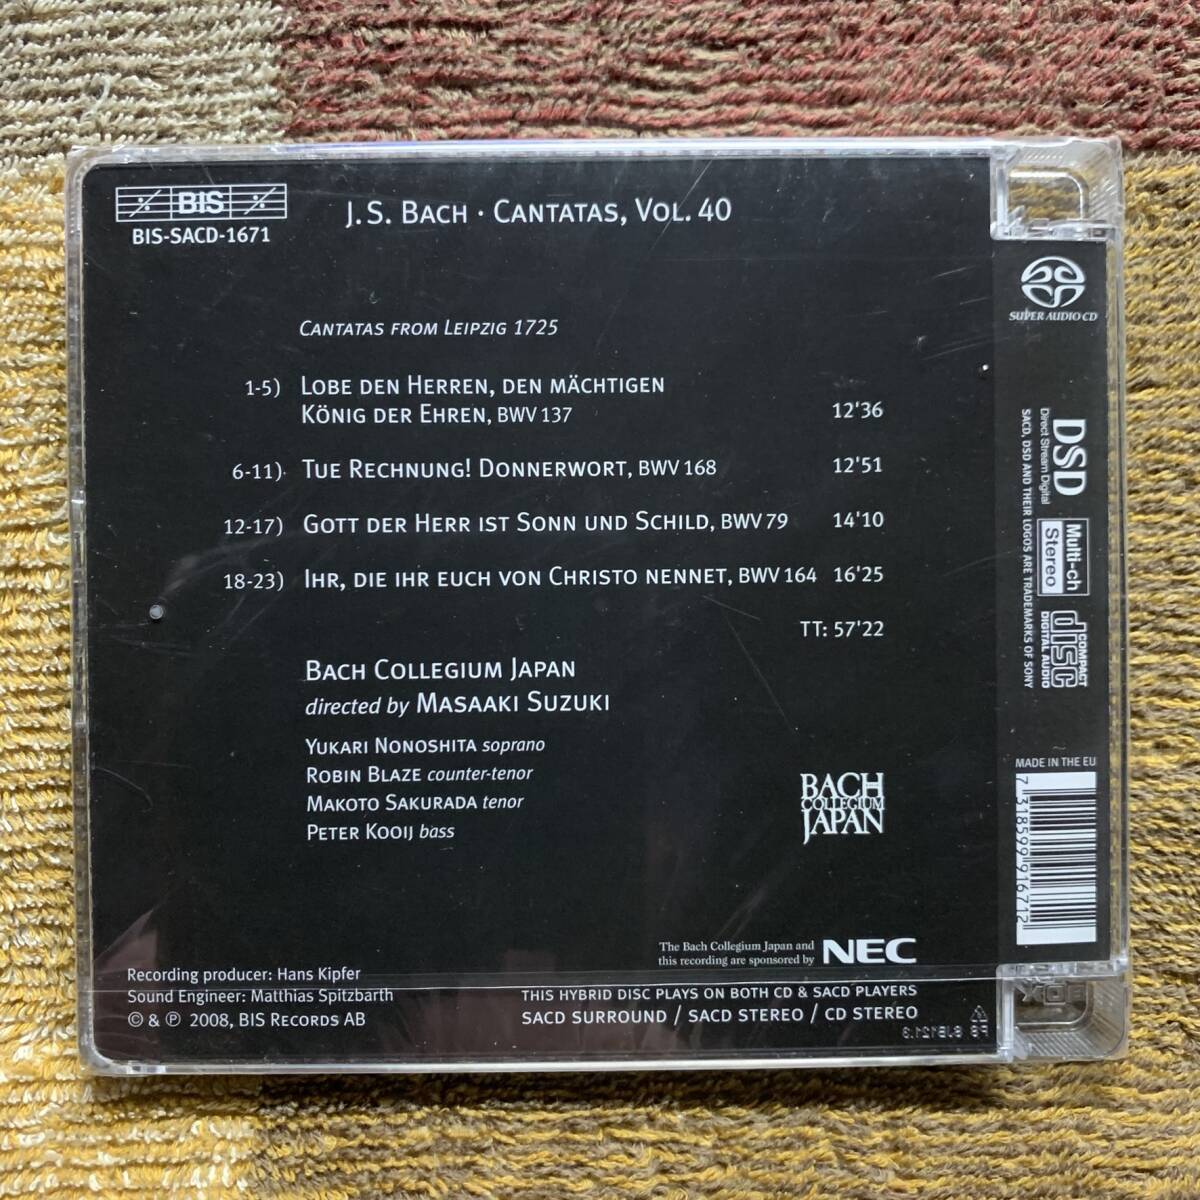 BIS
BIS-SACD-1671
J. S. BACH · CANTATAS, VOL. 40
CANTATAS FROM LEIPZIG 1725
1-5) LOBE DEN HERREN, DEN MÄCHTIGEN
KÖNIG DER EHREN, BWV 137 12'36
6-11) TUE RECHNUNG! DONNERWORT, BWV 168 12'51
12-17) GOTT DER HERR IST SONN UND SCHILD, BWV 79 14'10
18-23) IHR, DIE IHR EUCH VON CHRISTO NENNET, BWV 164 16'25
TT: 57'22
BACH COLLEGIUM JAPAN
directed by MASAAKI SUZUKI
YUKARI NONOSHITA soprano
ROBIN BLAZE counter-tenor
MAKOTO SAKURADA tenor
PETER KOOIJ bass
BACH
COLLEGIUM
JAPAN
The Bach Collegium Japan and
this recording are sponsored by NEC
Recording producer: Hans Kipfer
Sound Engineer: Matthias Spitzbarth
© & ℗ 2008, BIS RECORDS AB
THIS HYBRID DISC PLAYS ON BOTH CD & SACD PLAYERS
SACD SURROUND / SACD STEREO / CD STEREO
SUPER AUDIO CD
DSD
Direct Stream Digital
SACD, DSD AND THEIR LOGOS ARE TRADEMARKS OF SONY
Multi-ch
Stereo
COMPACT
disc
DIGITAL AUDIO
MADE IN THE EU
7 318599 916712